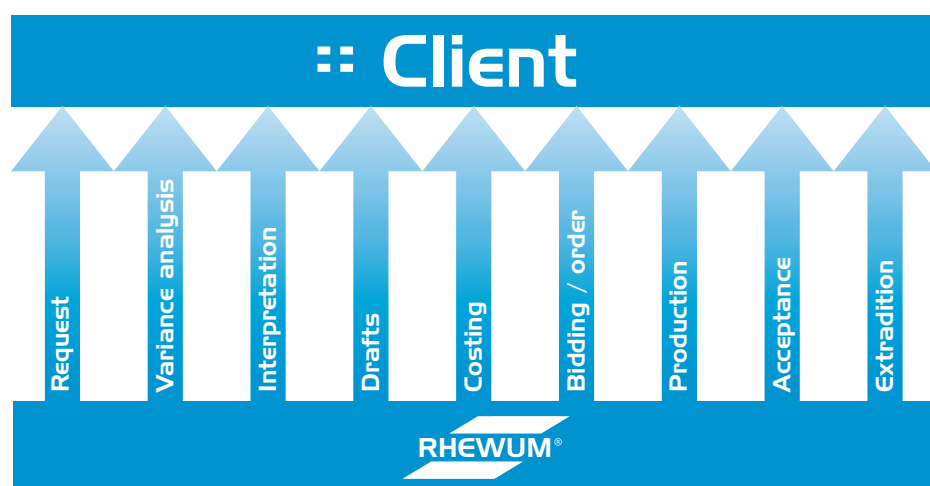 :: Client
Request
Variance analysis
Interpretation
Drafts
Costing
Bidding / order
Production
Acceptance
Extradition
RHEWUM®